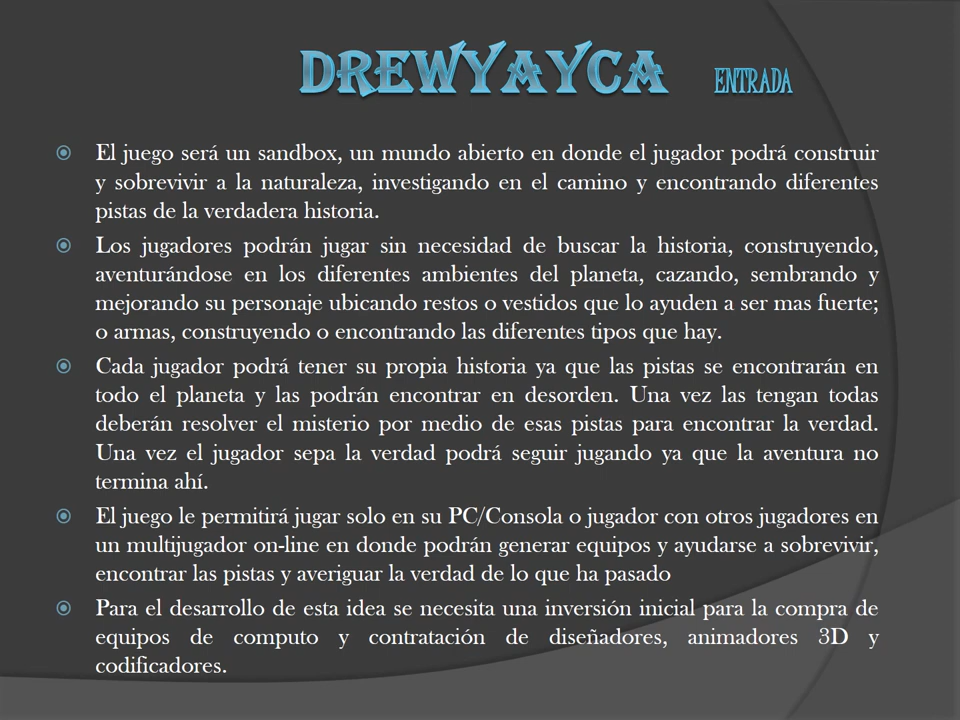 DREWYAYCA ENTRADA
El juego será un sandbox, un mundo abierto en donde el jugador podrá construir
y sobrevivir a la naturaleza, investigando en el camino y encontrando diferentes
pistas de la verdadera historia.
Los jugadores podrán jugar sin necesidad de buscar la historia, construyendo,
aventurándose en los diferentes ambientes del planeta, cazando, sembrando y
mejorando su personaje ubicando restos o vestidos que lo ayuden a ser mas fuerte;
o armas, construyendo o encontrando las diferentes tipos que hay.
Cada jugador podrá tener su propia historia ya que las pistas se encontrarán en
todo el planeta y las podrán encontrar en desorden. Una vez las tengan todas
deberán resolver el misterio por medio de esas pistas para encontrar la verdad.
Una vez el jugador sepa la verdad podrá seguir jugando ya que la aventura no
termina ahí.
El juego le permitirá jugar solo en su PC/Consola o jugador con otros jugadores en
un multijugador on-line en donde podrán generar equipos y ayudarse a sobrevivir,
encontrar las pistas y averiguar la verdad de lo que ha pasado
Para el desarrollo de esta idea se necesita una inversión inicial para la compra de
equipos de computo y contratación de diseñadores, animadores 3D y
codificadores.